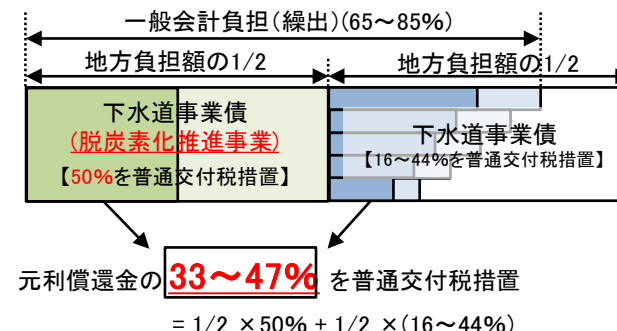 一般会計負担（繰出）（65～85％）
地方負担額の1/2
地方負担額の1/2
下水道事業債
（脱炭素化推進事業）
【50％を普通交付税措置】
下水道事業債
【16～44％を普通交付税措置】
元利償還金の 33～47％ を普通交付税措置
= 1/2 ×50％ + 1/2 ×（16～44％）